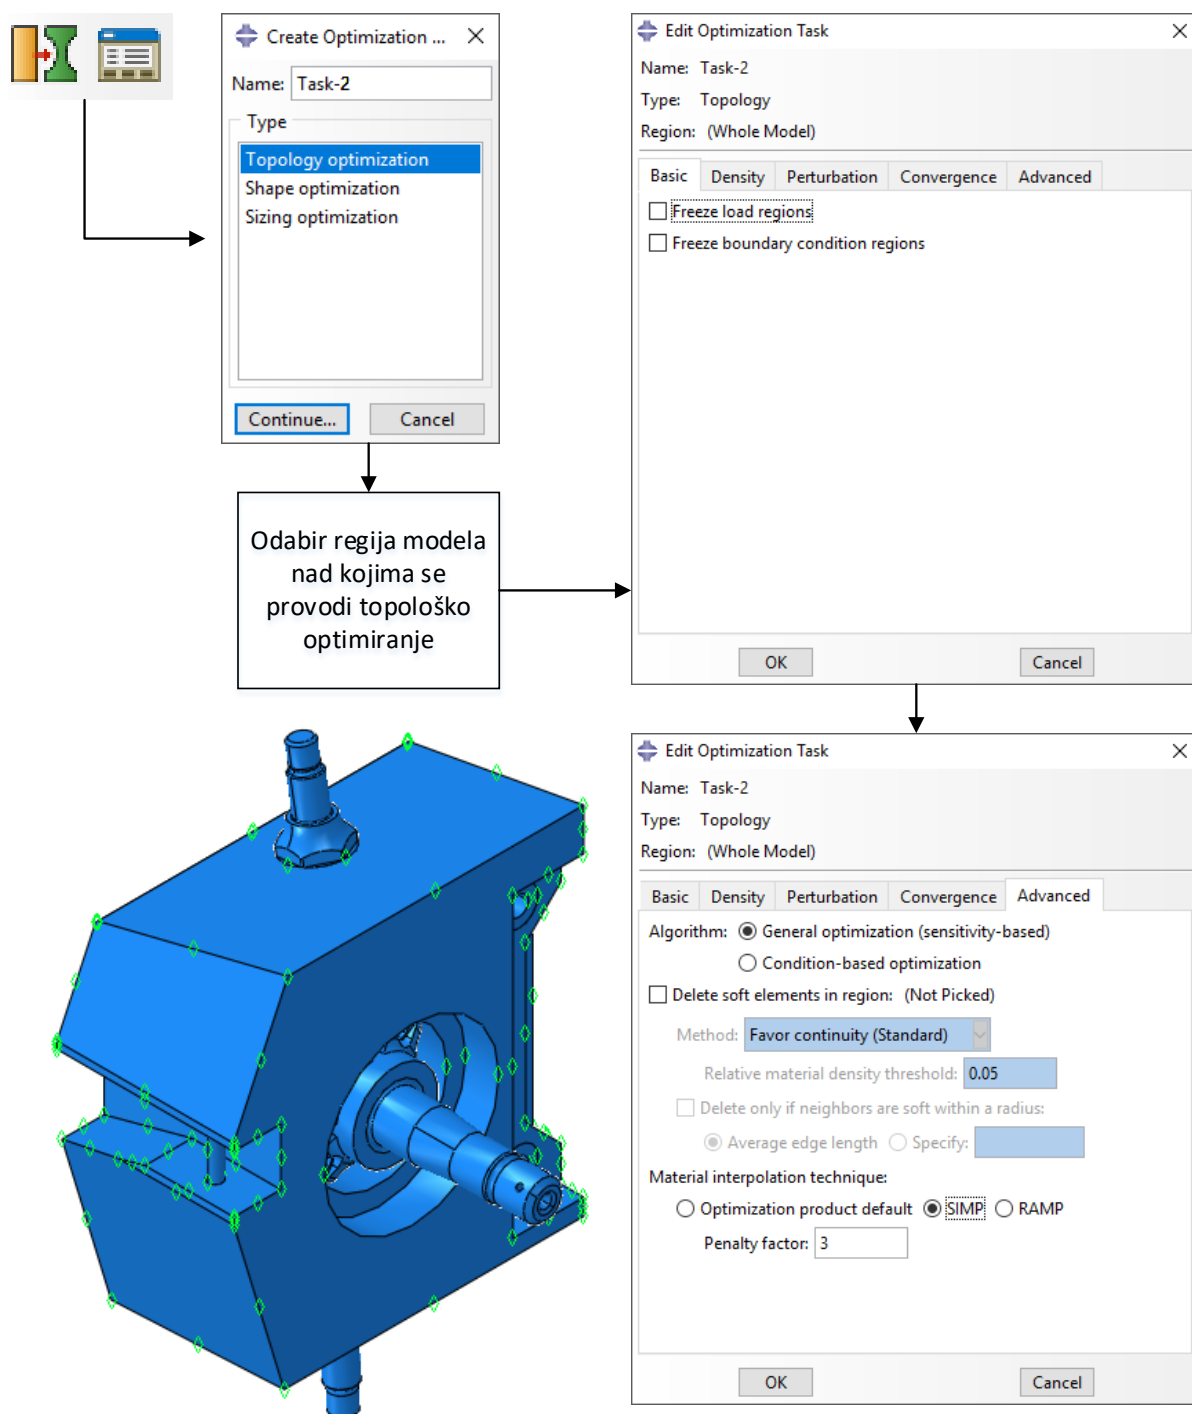 Create Optimization ...
Name: Task-2
Type
Topology optimization
Shape optimization
Sizing optimization
Continue... Cancel
Odabir regija modela
nad kojima se
provodi topološko
optimiranje
Edit Optimization Task
Name: Task-2
Type: Topology
Region: (Whole Model)
Basic Density Perturbation Convergence Advanced
Freeze load regions
Freeze boundary condition regions
OK Cancel
Edit Optimization Task
Name: Task-2
Type: Topology
Region: (Whole Model)
Basic Density Perturbation Convergence Advanced
Algorithm: General optimization (sensitivity-based)
Condition-based optimization
Delete soft elements in region: (Not Picked)
Method: Favor continuity (Standard)
Relative material density threshold: 0.05
Delete only if neighbors are soft within a radius:
Average edge length Specify:
Material interpolation technique:
Optimization product default SIMP RAMP
Penalty factor: 3
OK Cancel